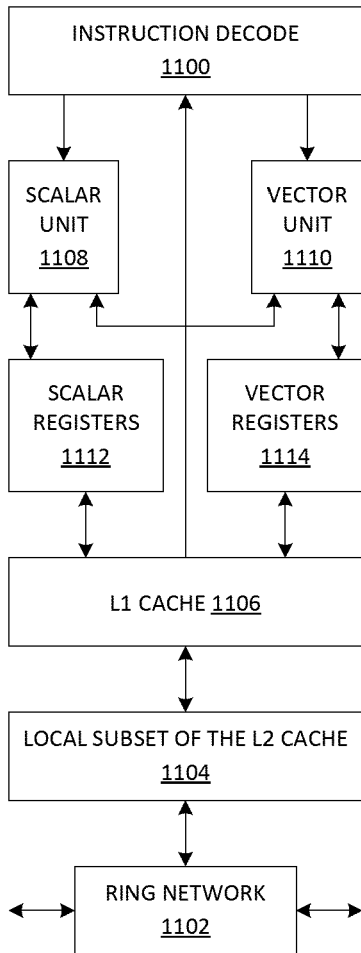 INSTRUCTION DECODE
1100
SCALAR
UNIT
1108
VECTOR
UNIT
1110
SCALAR
REGISTERS
1112
VECTOR
REGISTERS
1114
L1 CACHE 1106
LOCAL SUBSET OF THE L2 CACHE
1104
RING NETWORK
1102